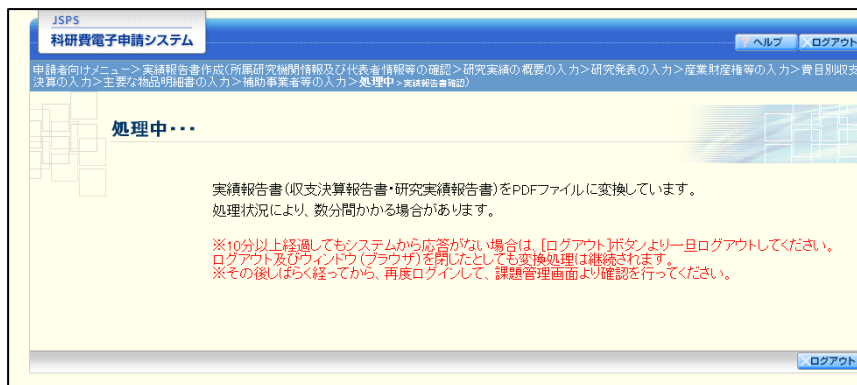 JSPS
科研費電子申請システム
ヘルプ
ログアウト
申請者向けメニュー>実績報告書作成(所属研究機関情報及び代表者情報等の確認>研究実績の概要の入力>研究発表の入力>産業財産権等の入力>費目別収支
決算の入力>主要な物品明細書の入力>補助事業者等の入力>処理中>実績報告書確認)
処理中・・・
実績報告書(収支決算報告書・研究実績報告書)をPDFファイルに変換しています。
処理状況により、数分間かかる場合があります。
※10分以上経過してもシステムから応答がない場合は、[ログアウト]ボタンより一旦ログアウトしてください。
ログアウト及びウィンドウ(ブラウザ)を閉じたとしても変換処理は継続されます。
※その後しばらく経ってから、再度ログインして、課題管理画面より確認を行ってください。
ログアウト